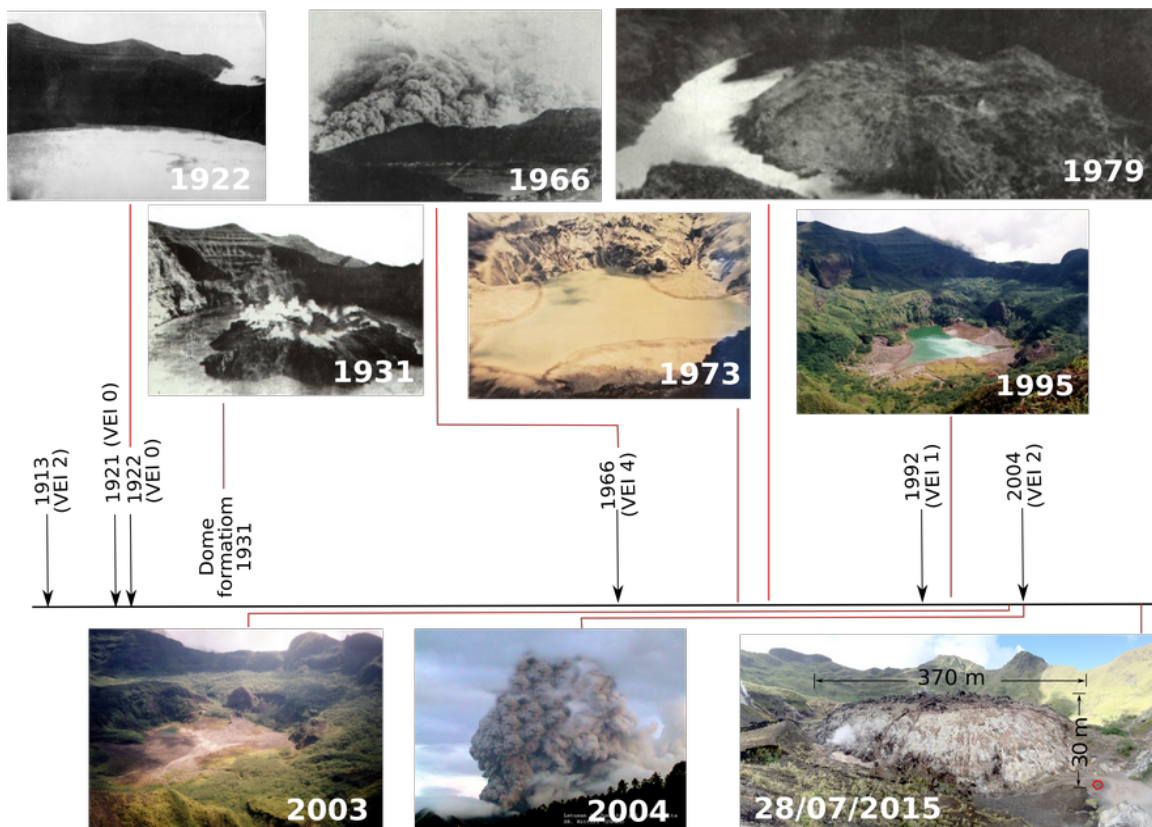 1922
1966
1979
1931
1973
1995
1913
(VEI 2)
1921 (VEI 0)
1922
(VEI 0)
Dome
formatiom
1931
1966
(VEI 4)
1992
(VEI 1)
2004
(VEI 2)
2003
2004
370 m
30 m
28/07/2015